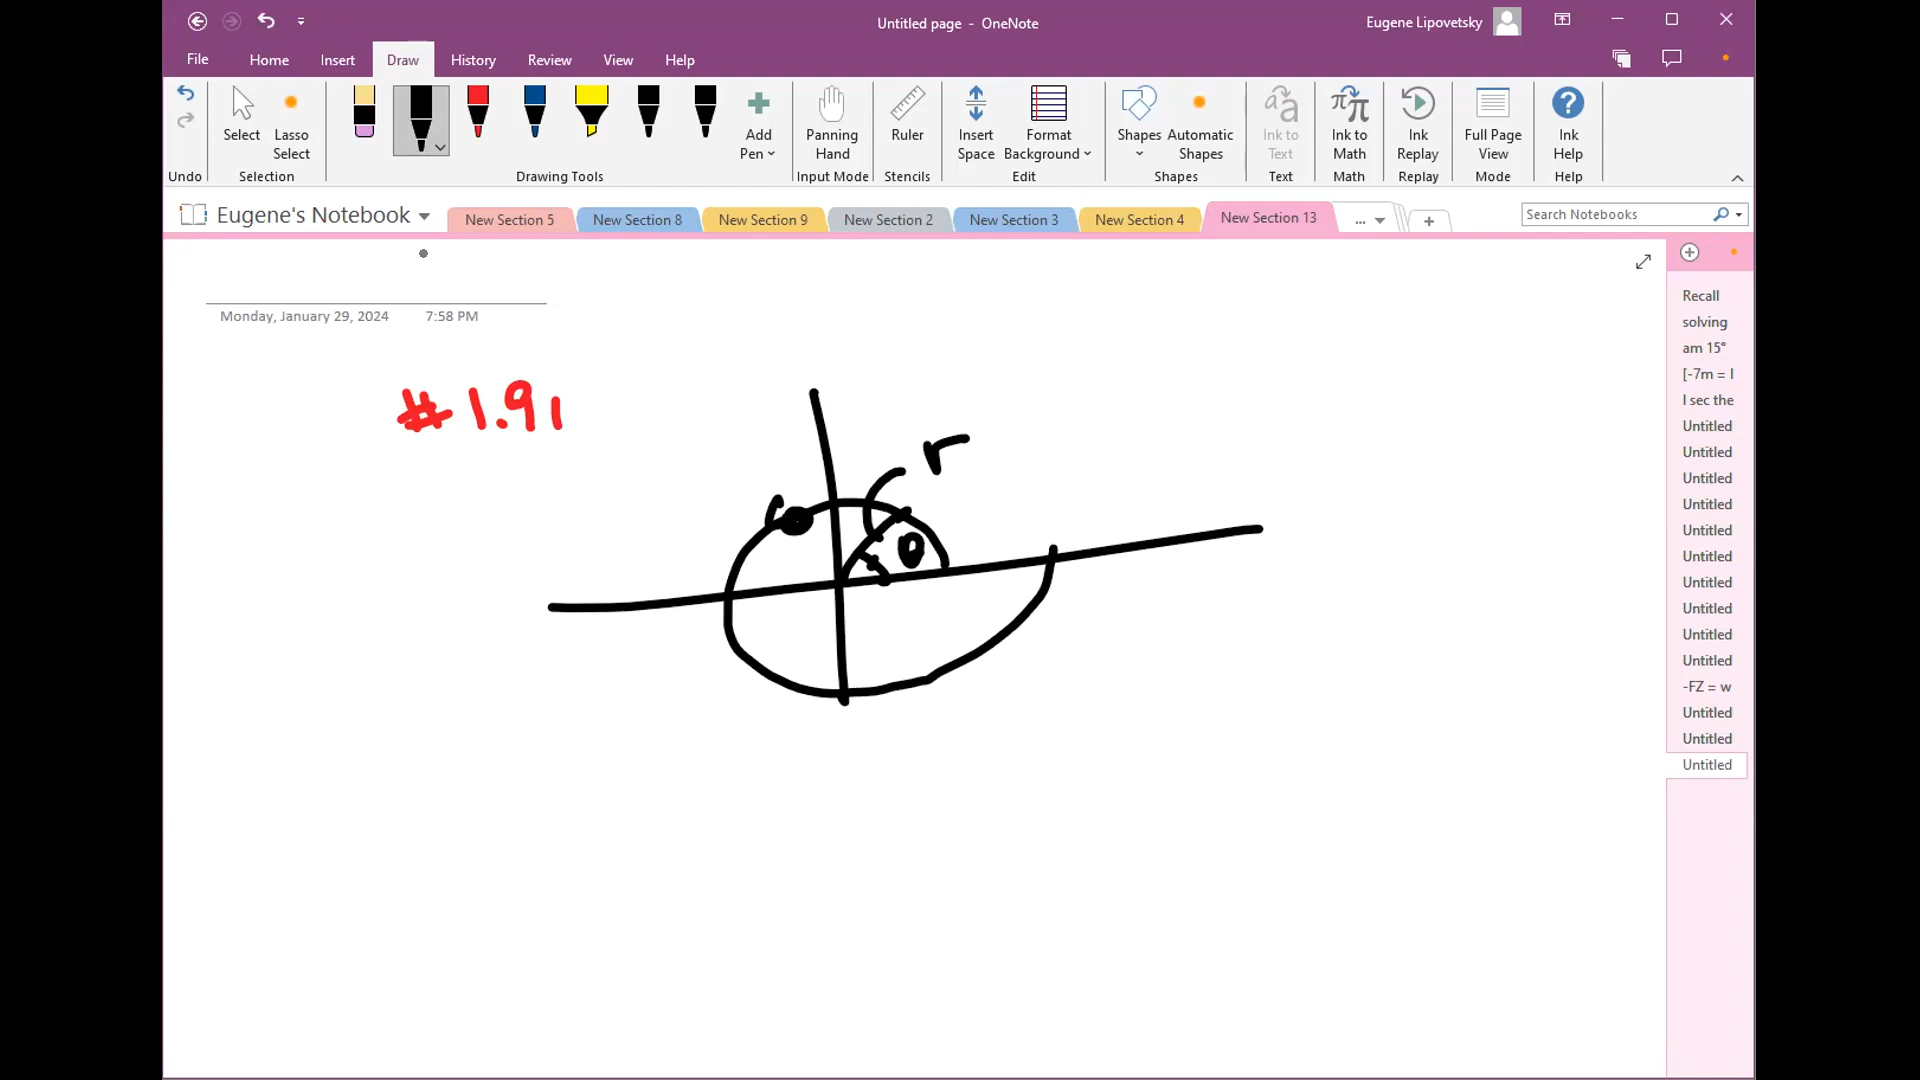 Untitled page - OneNote
Eugene Lipovetsky
File Home Insert Draw History Review View Help
Select
Lasso Select
Add Pen
Panning Hand
Ruler
Insert Space
Format Background
Shapes
Automatic Shapes
Ink to Text
Ink to Math
Ink Replay
Full Page View
Ink Help
Undo Selection Drawing Tools Input Mode Stencils Edit Shapes Text Math Replay Mode Help
Eugene's Notebook New Section 5 New Section 8 New Section 9 New Section 2 New Section 3 New Section 4 New Section 13 ... Search Notebooks
Monday, January 29, 2024 7:58 PM
#1.91
r
θ
Recall
solving
am 15°
[-7m = I
I sec the
Untitled
Untitled
Untitled
Untitled
Untitled
Untitled
Untitled
Untitled
Untitled
Untitled
-FZ = w
Untitled
Untitled
Untitled